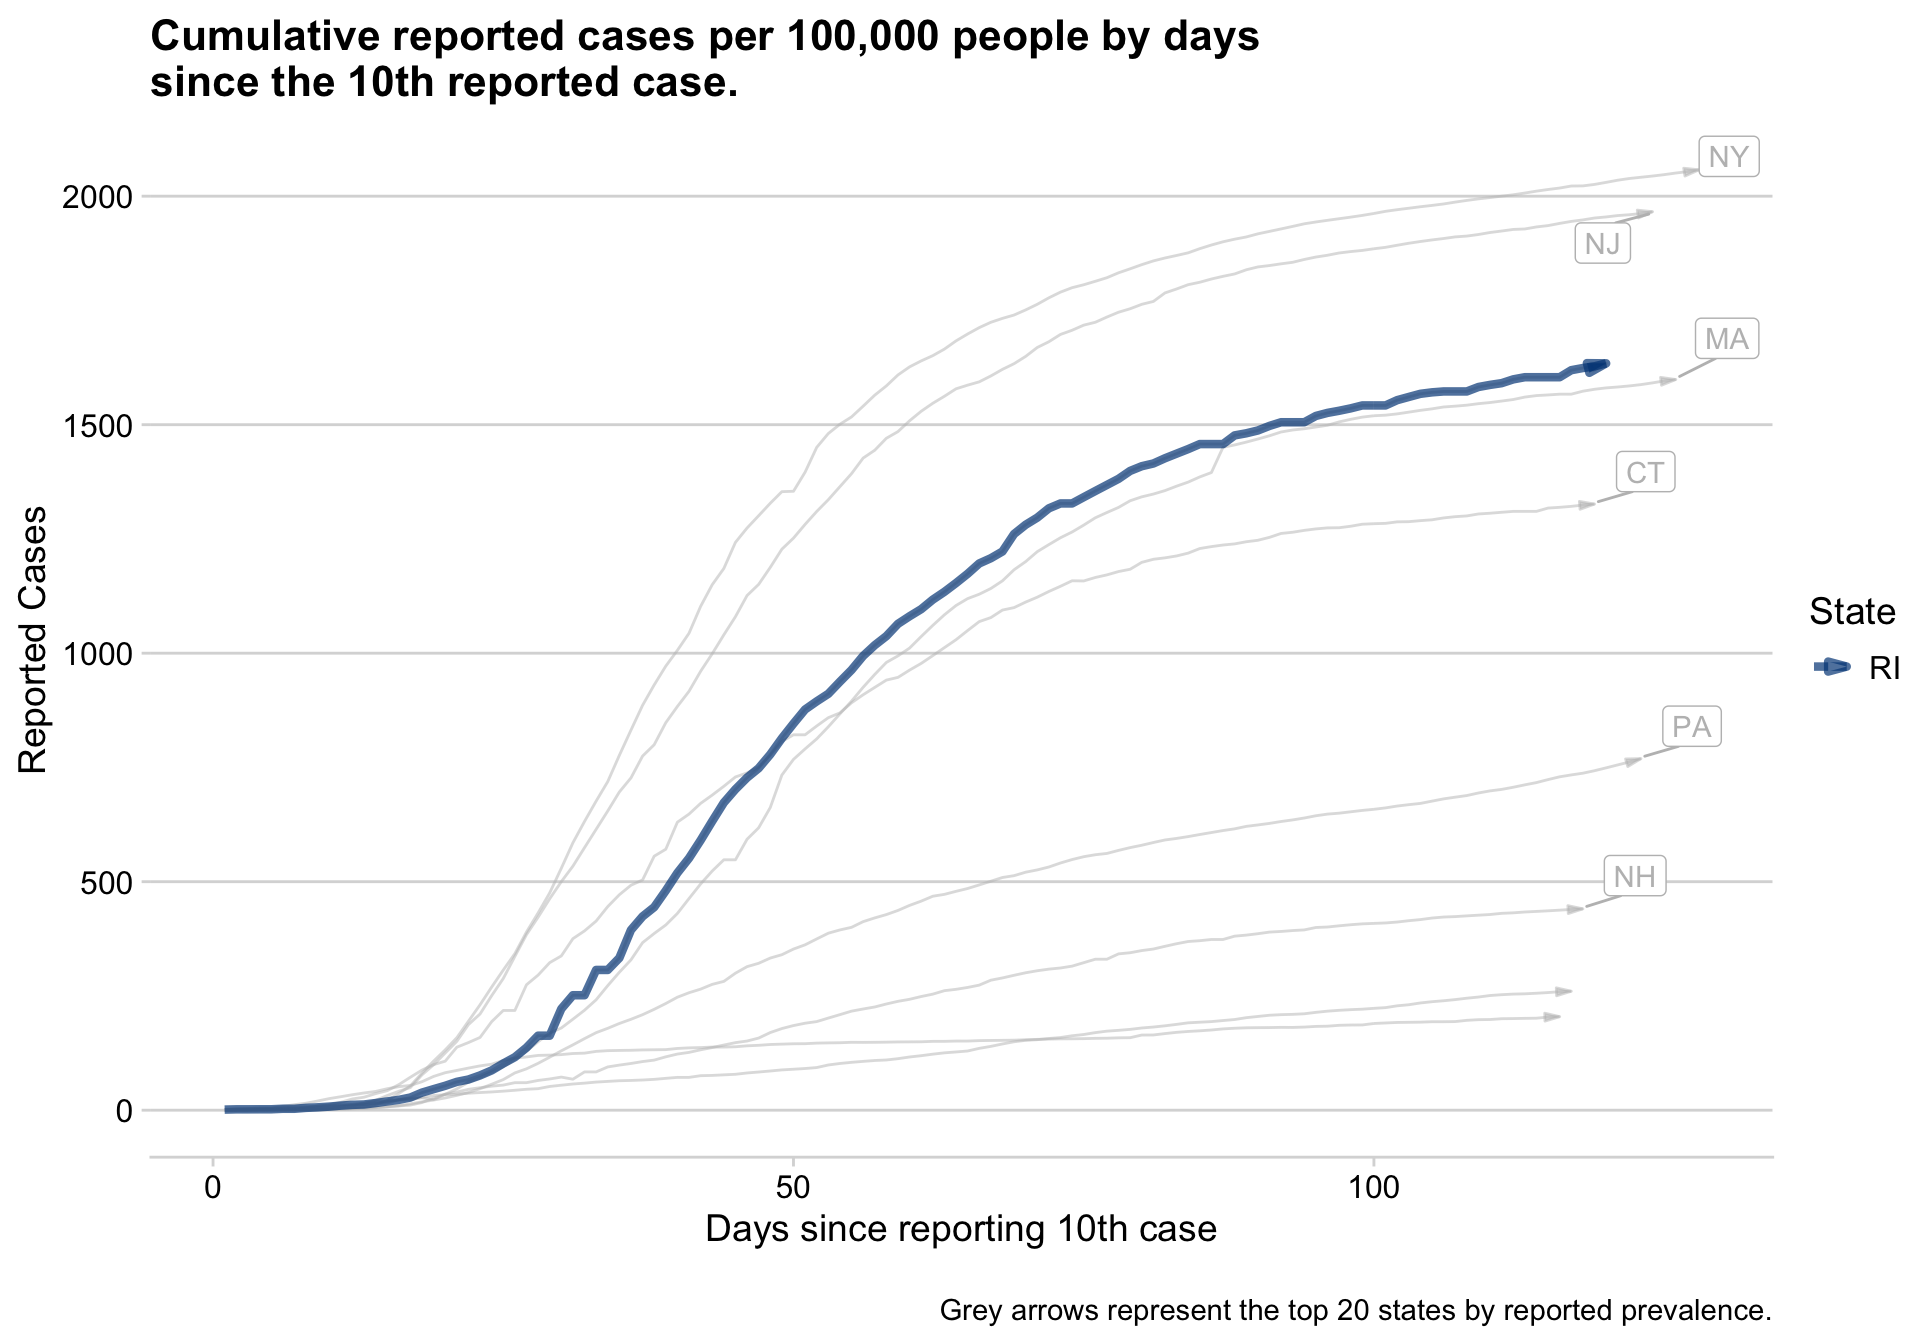 Cumulative reported cases per 100,000 people by days
since the 10th reported case.
NY
2000
NJ
MA
1500
CT
Reported Cases
1000
State
RI
PA
500
NH
0
0 50 100
Days since reporting 10th case
Grey arrows represent the top 20 states by reported prevalence.